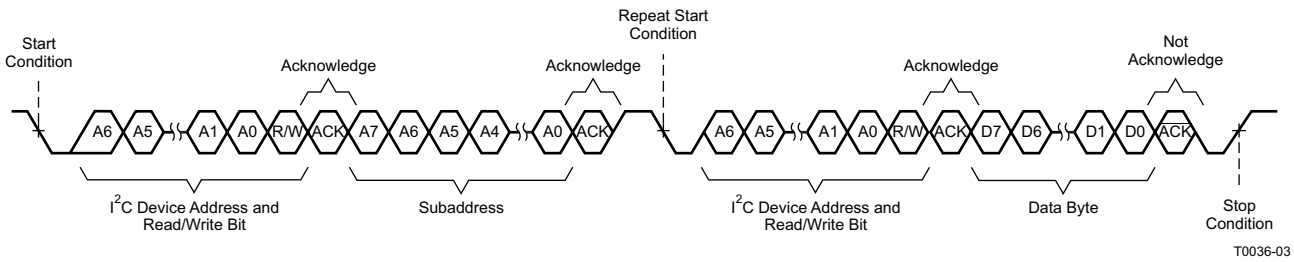 Start
Condition
Repeat Start
Condition
Not
Acknowledge
Acknowledge
Acknowledge
Acknowledge
A6 A5 A1 A0 R/W ACK A7 A6 A5 A4 A0 ACK A6 A5 A1 A0 R/W ACK D7 D6 D1 D0 ACK
I²C Device Address and
Read/Write Bit
Subaddress
I²C Device Address and
Read/Write Bit
Data Byte
Stop
Condition
T0036-03